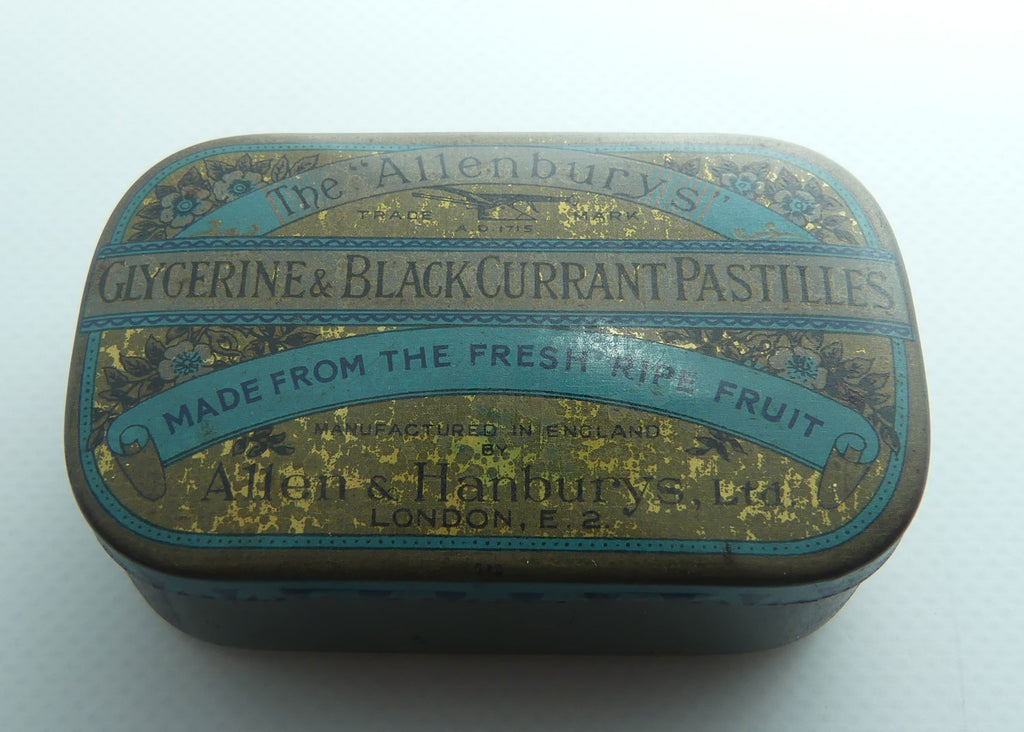 The "Allenburys"
TRADE MARK
A.D. 1715
GLYCERINE & BLACK CURRANT PASTILLES
MADE FROM THE FRESH RIPE FRUIT
MANUFACTURED IN ENGLAND
BY
Allen & Hanburys, Ltd
LONDON, E. 2.